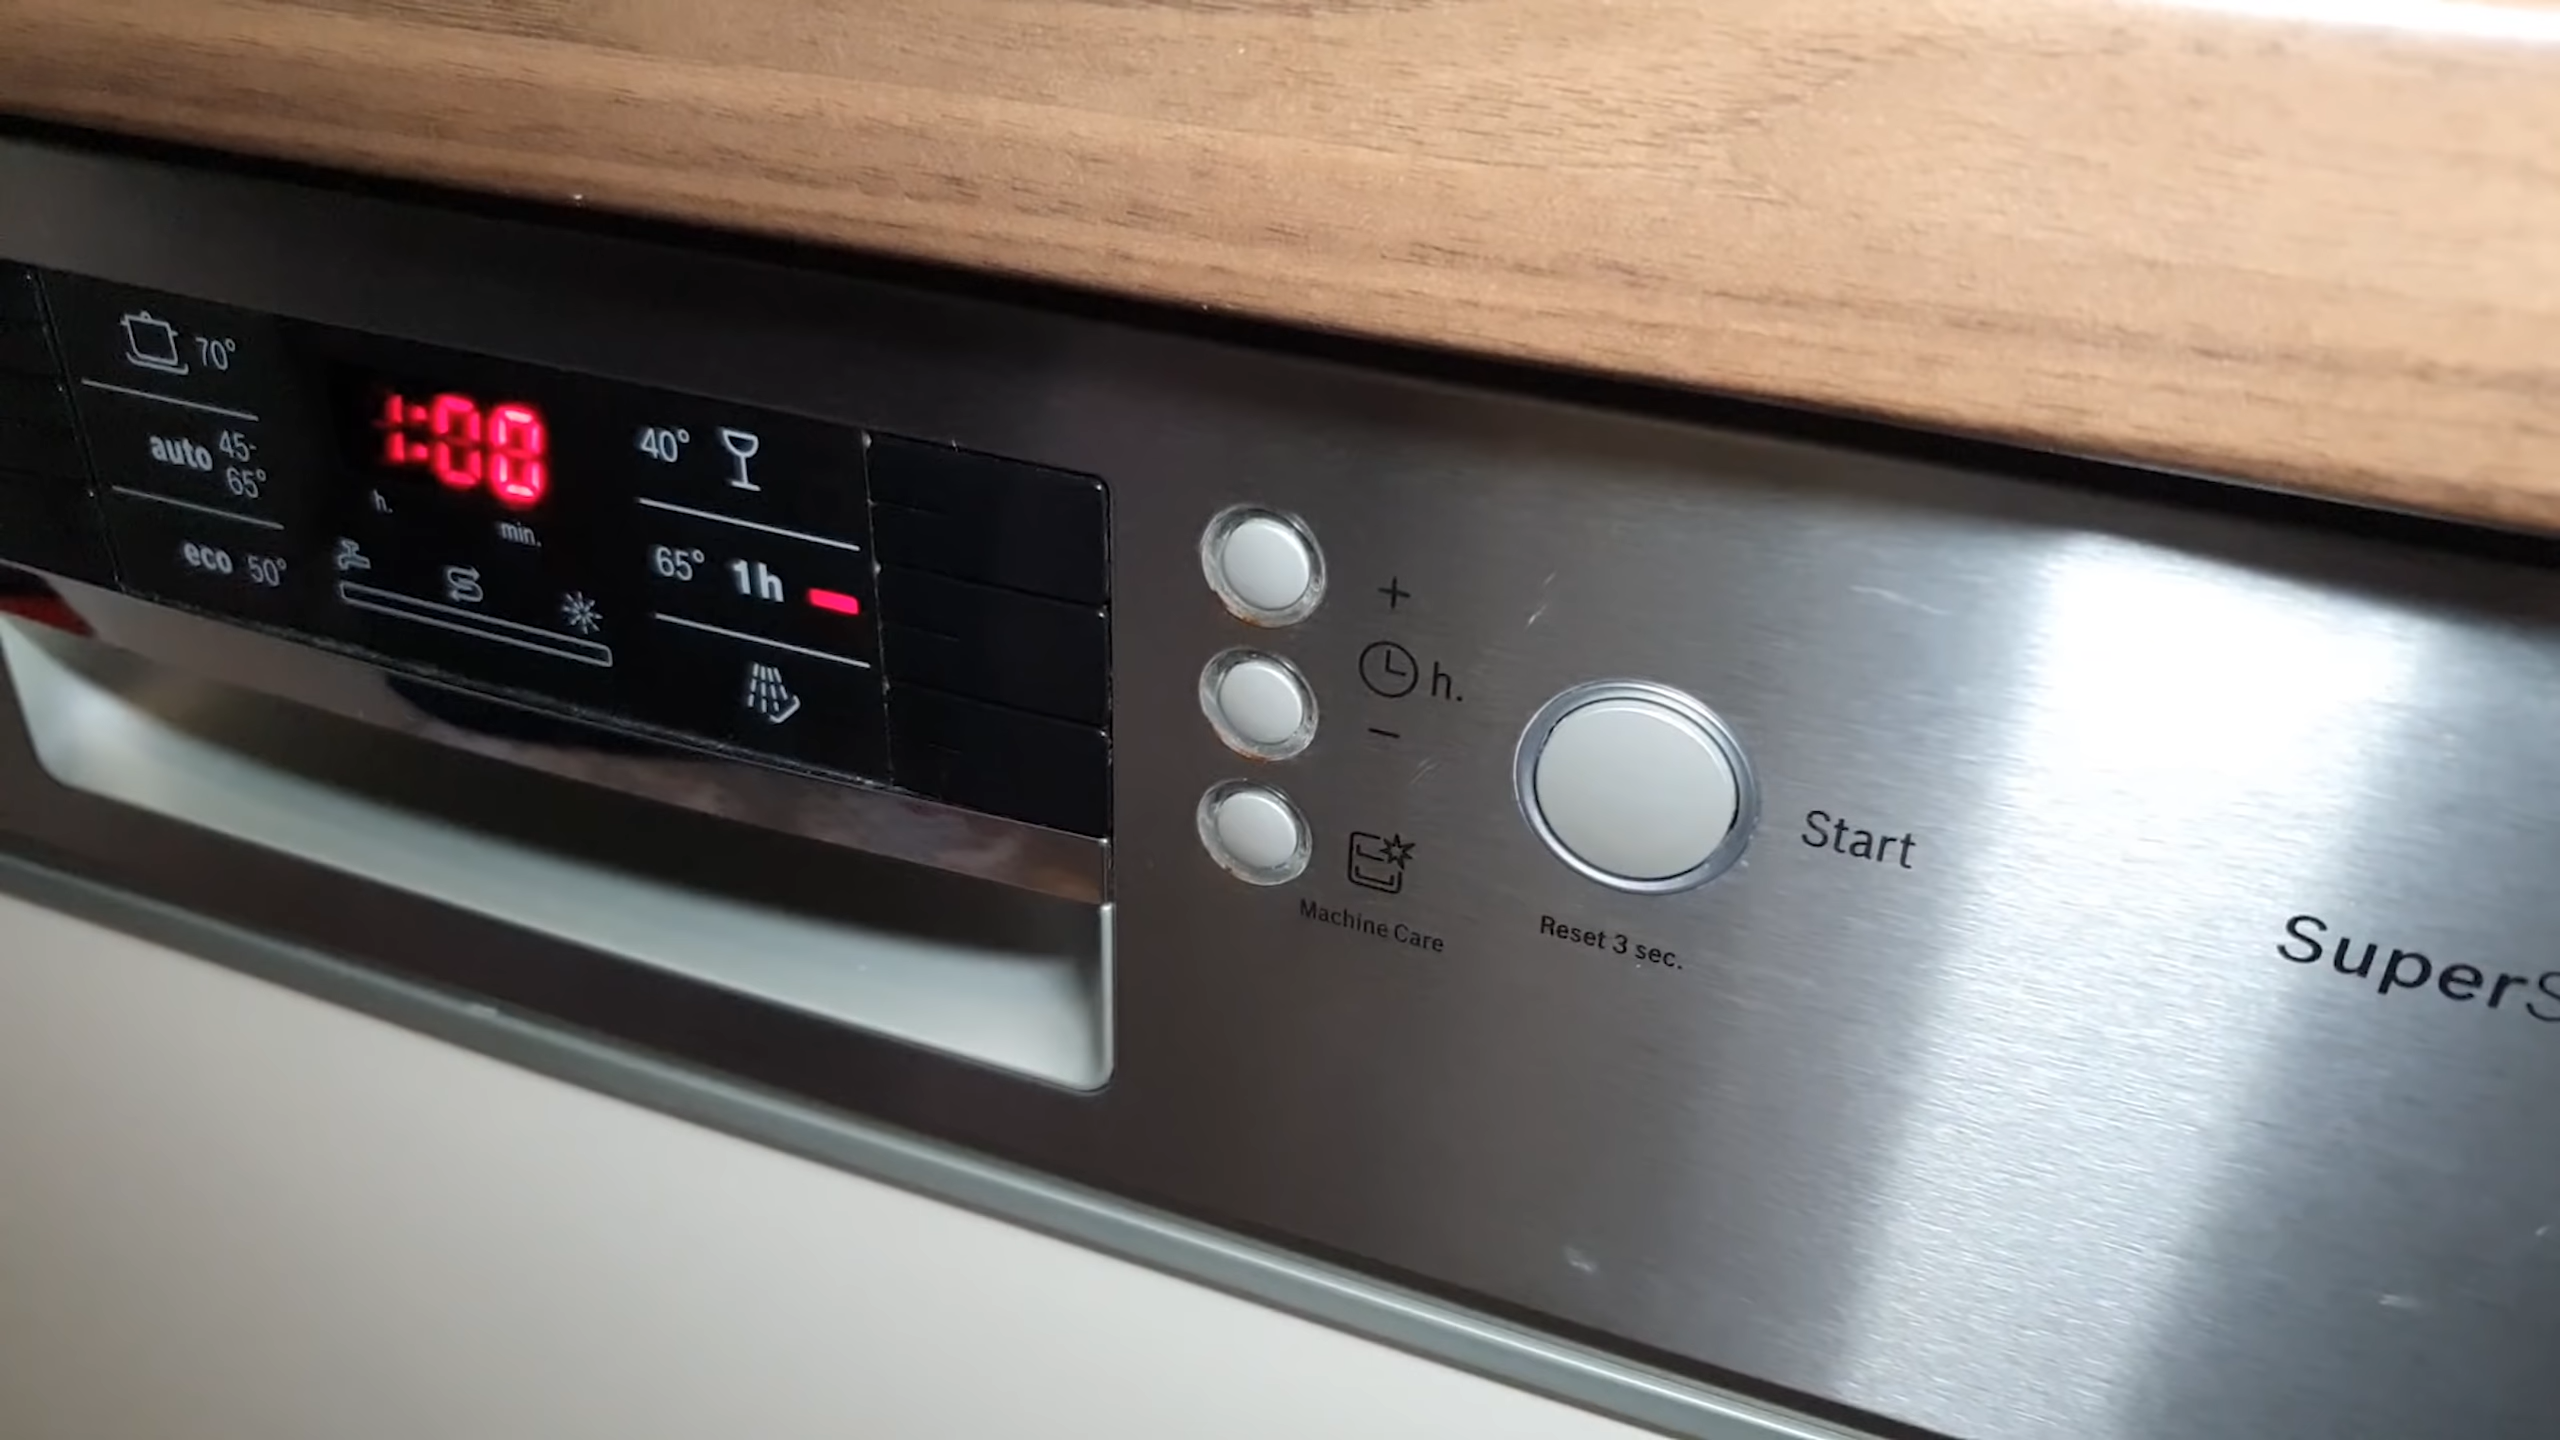 70°
auto 45-
65°
eco 50°
1:00
h. min.
40°
65° 1h
+
h.
−
Machine Care
Start
Reset 3 sec.
SuperS